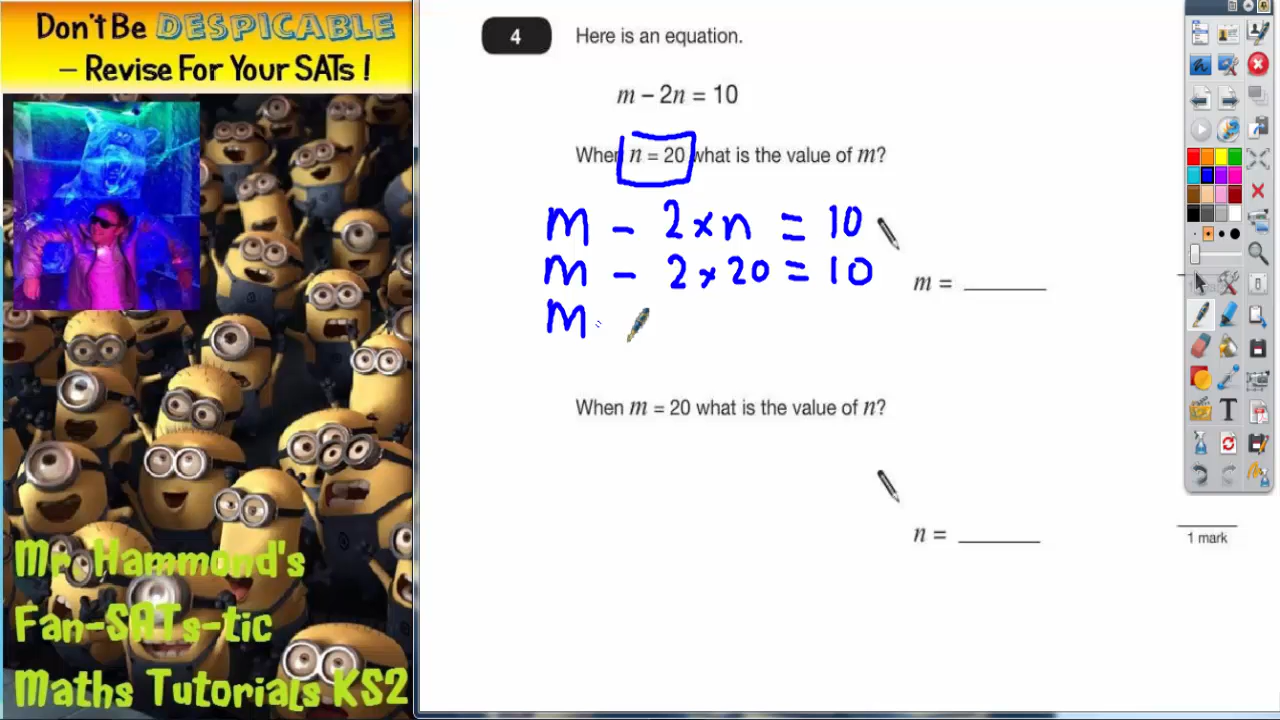 Don't Be DESPICABLE
– Revise For Your SATs !
Mr Hammond's
Fan-SATs-tic
Maths Tutorials KS2
4 Here is an equation.
m – 2n = 10
When n = 20 what is the value of m?
m – 2 × n = 10
m – 2 × 20 = 10
m
m =
When m = 20 what is the value of n?
n =
1 mark